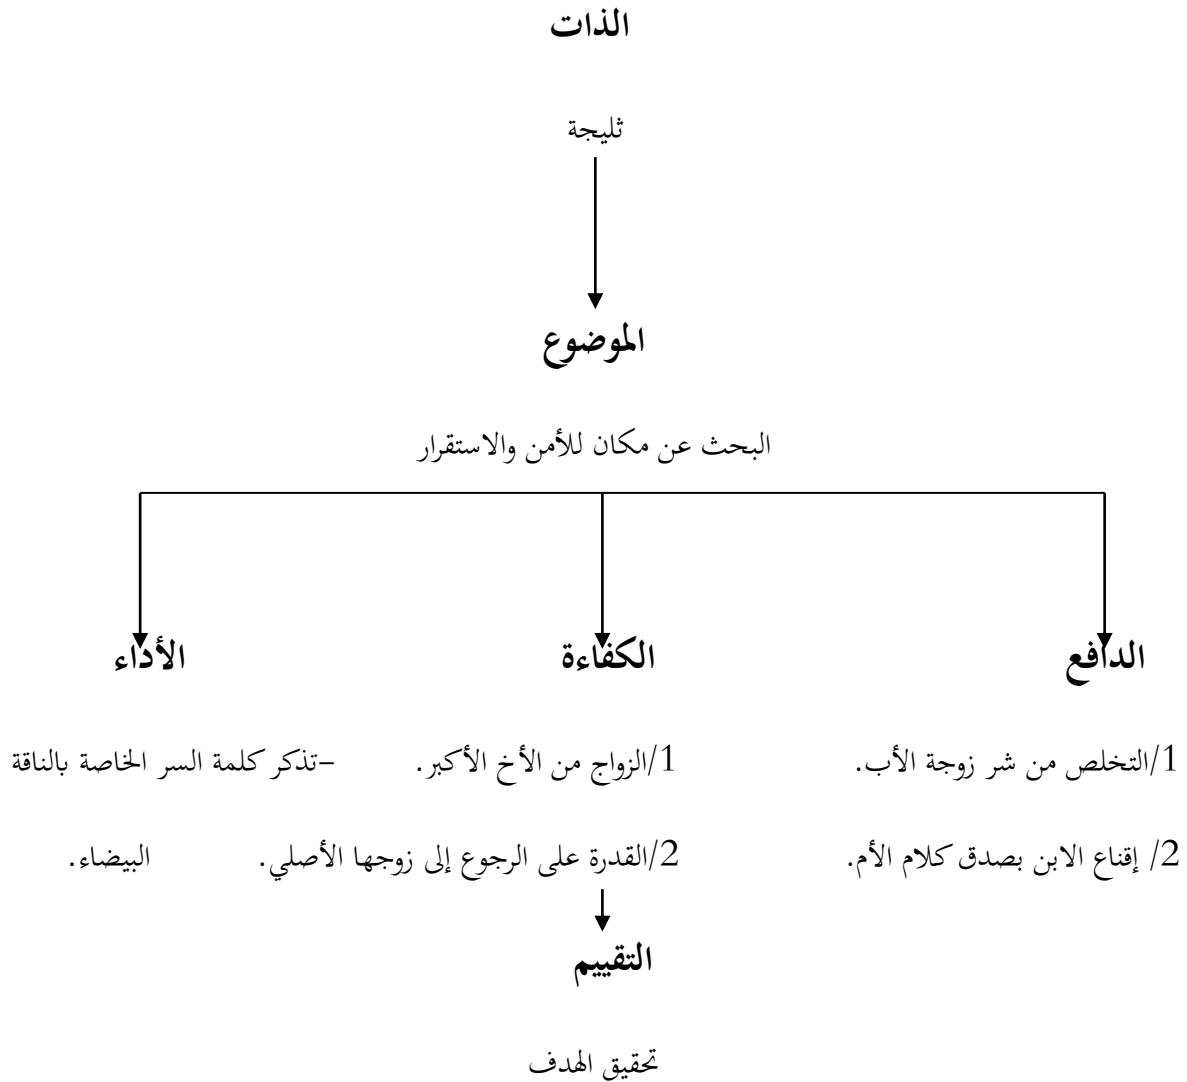 الذات
ثليجة
الموضوع
البحث عن مكان للأمن والاستقرار
الدافع الكفاءة الأداء
1/التخلص من شر زوجة الأب. 1/الزواج من الأخ الأكبر. -تذكر كلمة السر الخاصة بالناقة
2/ إقناع الابن بصدق كلام الأم. 2/القدرة على الرجوع إلى زوجها الأصلي. البيضاء.
التقييم
تحقيق الهدف